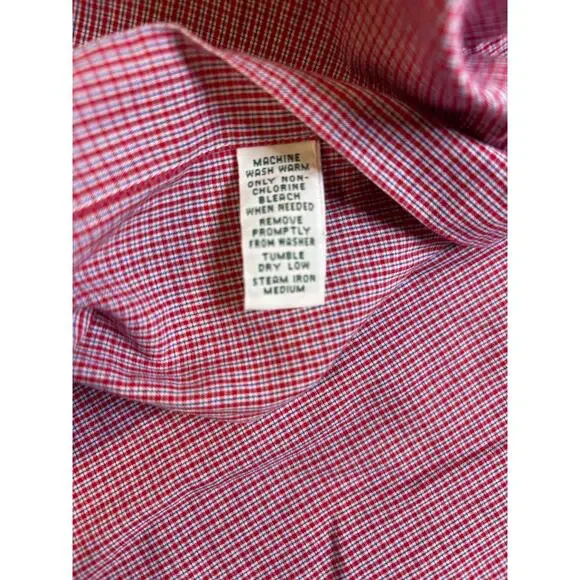 MACHINE
WASH WARM
ONLY NON-
CHLORINE
BLEACH
WHEN NEEDED
REMOVE
PROMPTLY
FROM WASHER
TUMBLE
DRY LOW
STEAM IRON
MEDIUM